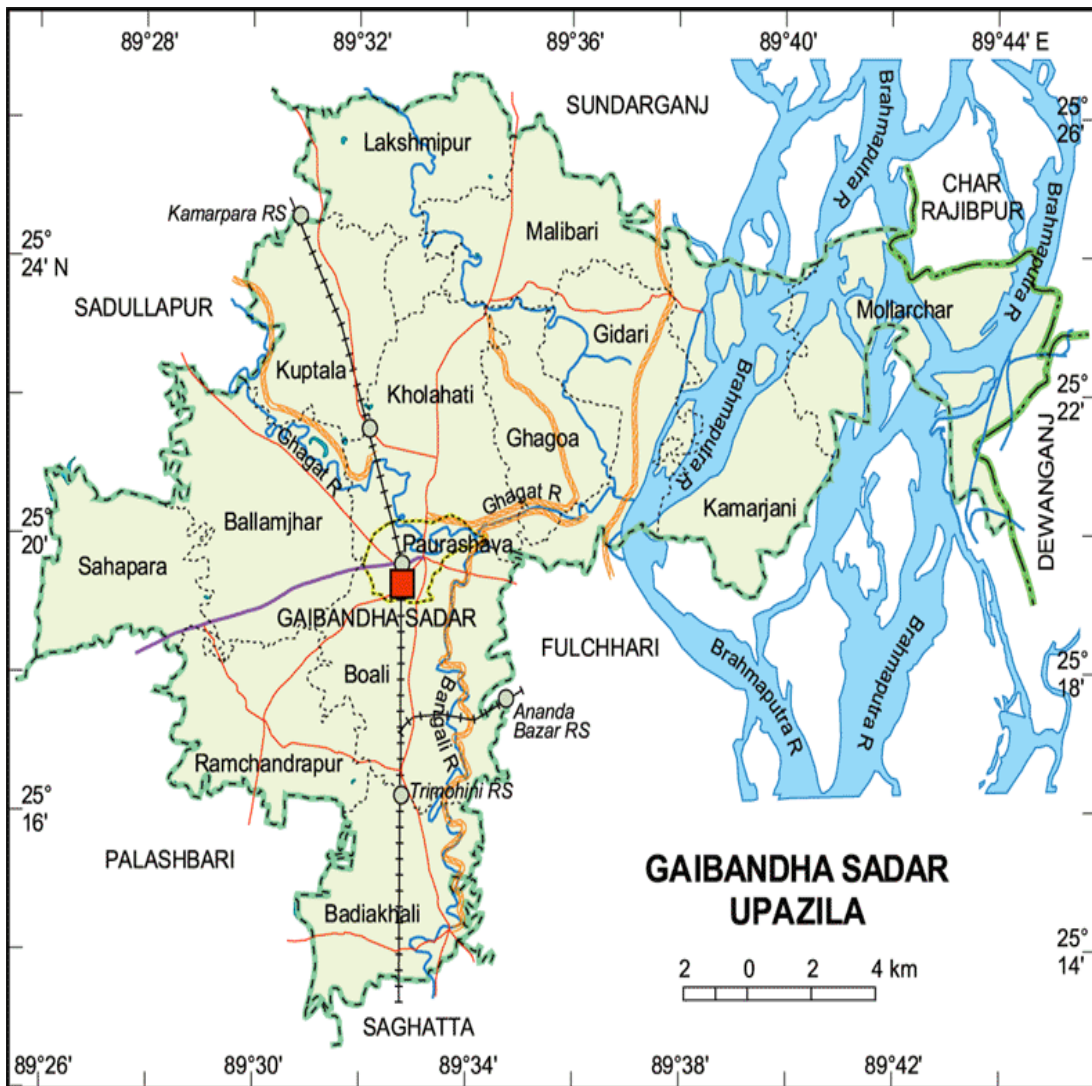 89°28'
89°32'
89°36'
89°40'
89°44' E
SUNDARGANJ
Lakshmipur
Brahmaputra R
25°
26'
CHAR
RAJIBPUR
Brahmaputra R
Kamarpara RS
Malibari
25°
24' N
SADULLAPUR
Mollarchar
Gidari
Kuptala
Kholahati
Brahmaputra R
25°
22'
Ghagoa
Ghagat R
Ghagat R
Kamarjani
DEWANGANJ
Ballamjhar
25°
20'
Paurashava
Sahapara
GAIBANDHA SADAR
FULCHHARI
Boali
Brahmaputra R
Brahmaputra R
25°
18'
Bangali R
Ananda
Bazar RS
Ramchandrapur
Trimohini RS
25°
16'
PALASHBARI
GAIBANDHA SADAR
UPAZILA
Badiakhali
25°
14'
2 0 2 4 km
SAGHATTA
89°26'
89°30'
89°34'
89°38'
89°42'